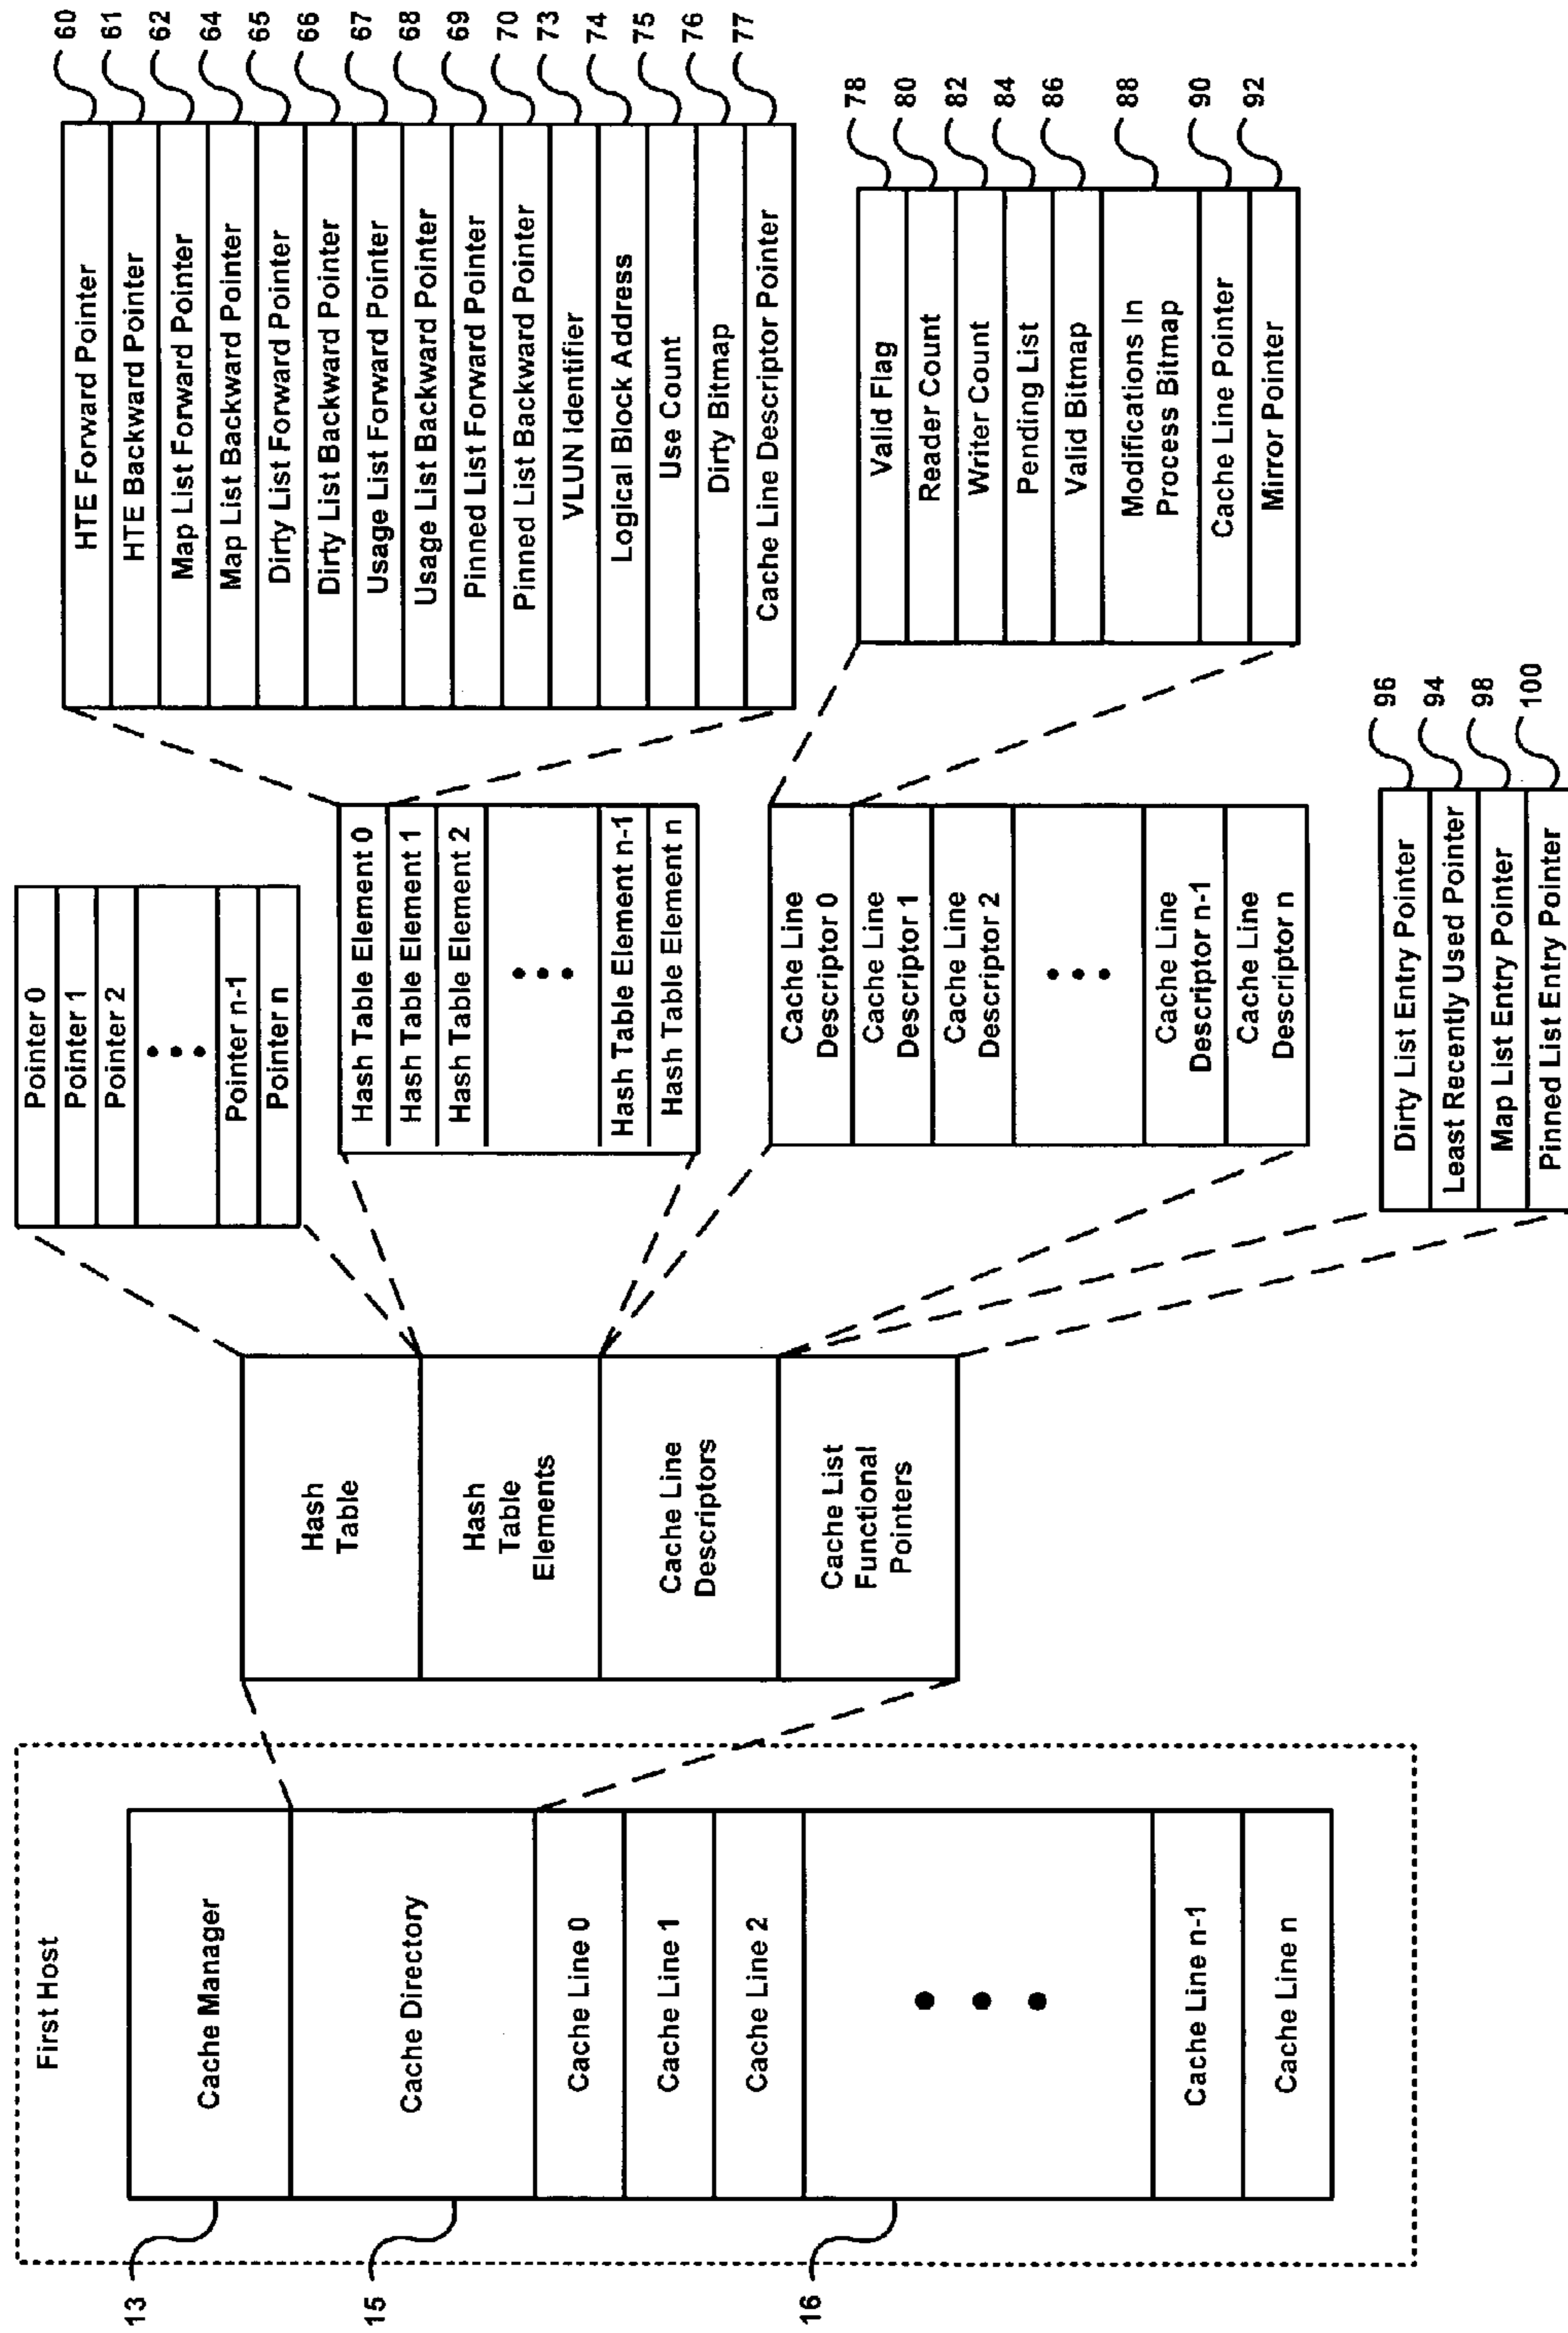 First Host
13
15
16
Cache Manager
Cache Directory
Cache Line 0
Cache Line 1
Cache Line 2
Cache Line n-1
Cache Line n
Hash
Table
Hash
Table
Elements
Cache Line
Descriptors
Cache List
Functional
Pointers
Pointer 0
Pointer 1
Pointer 2
Pointer n-1
Pointer n
Hash Table Element 0
Hash Table Element 1
Hash Table Element 2
Hash Table Element n-1
Hash Table Element n
Cache Line
Descriptor 0
Cache Line
Descriptor 1
Cache Line
Descriptor 2
Cache Line
Descriptor n-1
Cache Line
Descriptor n
Dirty List Entry Pointer 96
Least Recently Used Pointer 94
Map List Entry Pointer 98
Pinned List Entry Pointer 100
HTE Forward Pointer 60
HTE Backward Pointer 61
Map List Forward Pointer 62
Map List Backward Pointer 64
Dirty List Forward Pointer 65
Dirty List Backward Pointer 66
Usage List Forward Pointer 67
Usage List Backward Pointer 68
Pinned List Forward Pointer 69
Pinned List Backward Pointer 70
VLUN Identifier 73
Logical Block Address 74
Use Count 75
Dirty Bitmap 76
Cache Line Descriptor Pointer 77
Valid Flag 78
Reader Count 80
Writer Count 82
Pending List 84
Valid Bitmap 86
Modifications In
Process Bitmap 88
Cache Line Pointer 90
Mirror Pointer 92